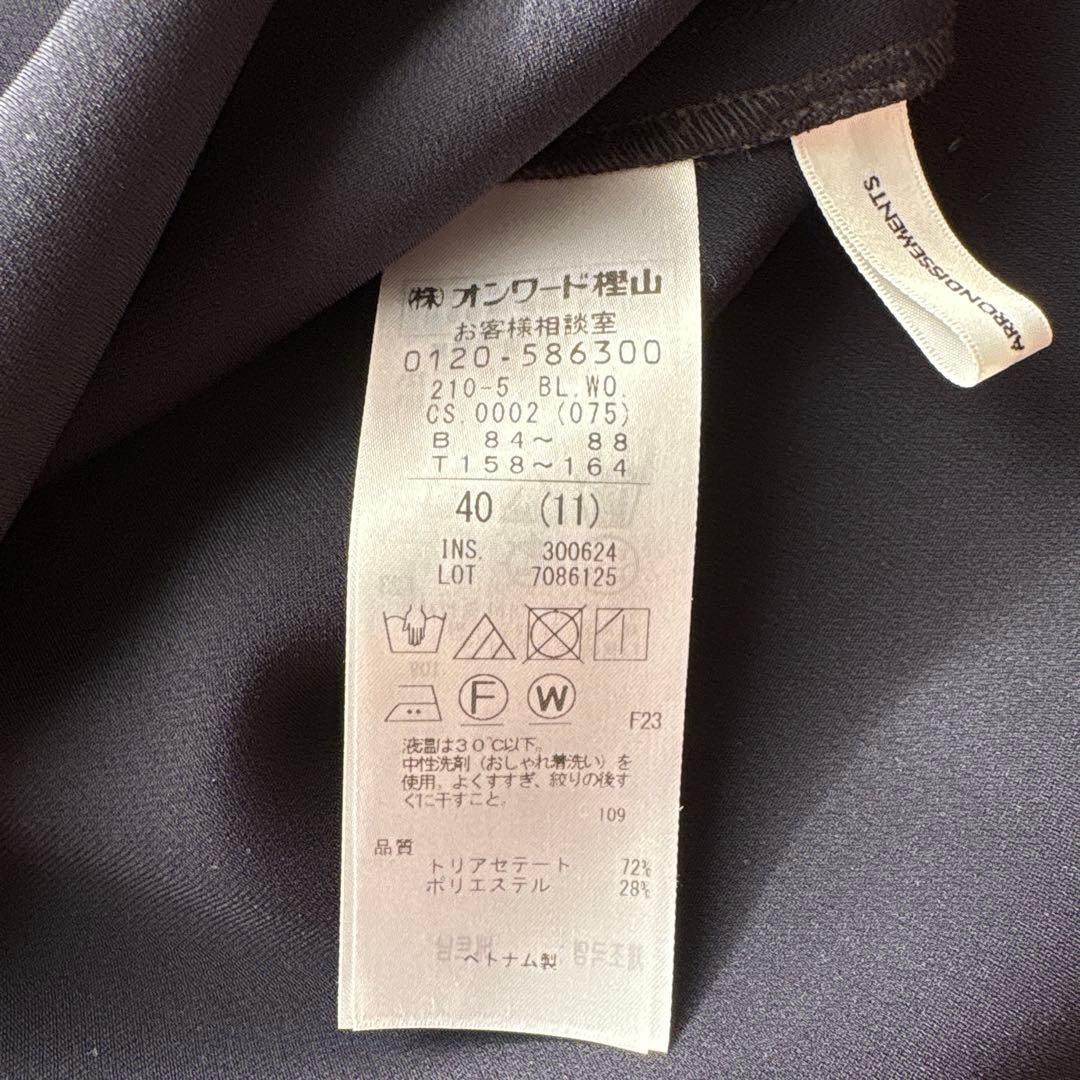 ARRONDISSEMENTS
(株)オンワード樫山
お客様相談室
0120-586300
210-5 BL.WO.
CS.0002 (075)
B 84〜 88
T158〜164
40 (11)
INS. 300624
LOT 7086125
F
W
F23
液温は30℃以下。
中性洗剤（おしゃれ着洗い）を
使用。よくすすぎ、絞りの後す
ぐに干すこと。
109
品質
トリアセテート 72%
ポリエステル 28%
ベトナム製